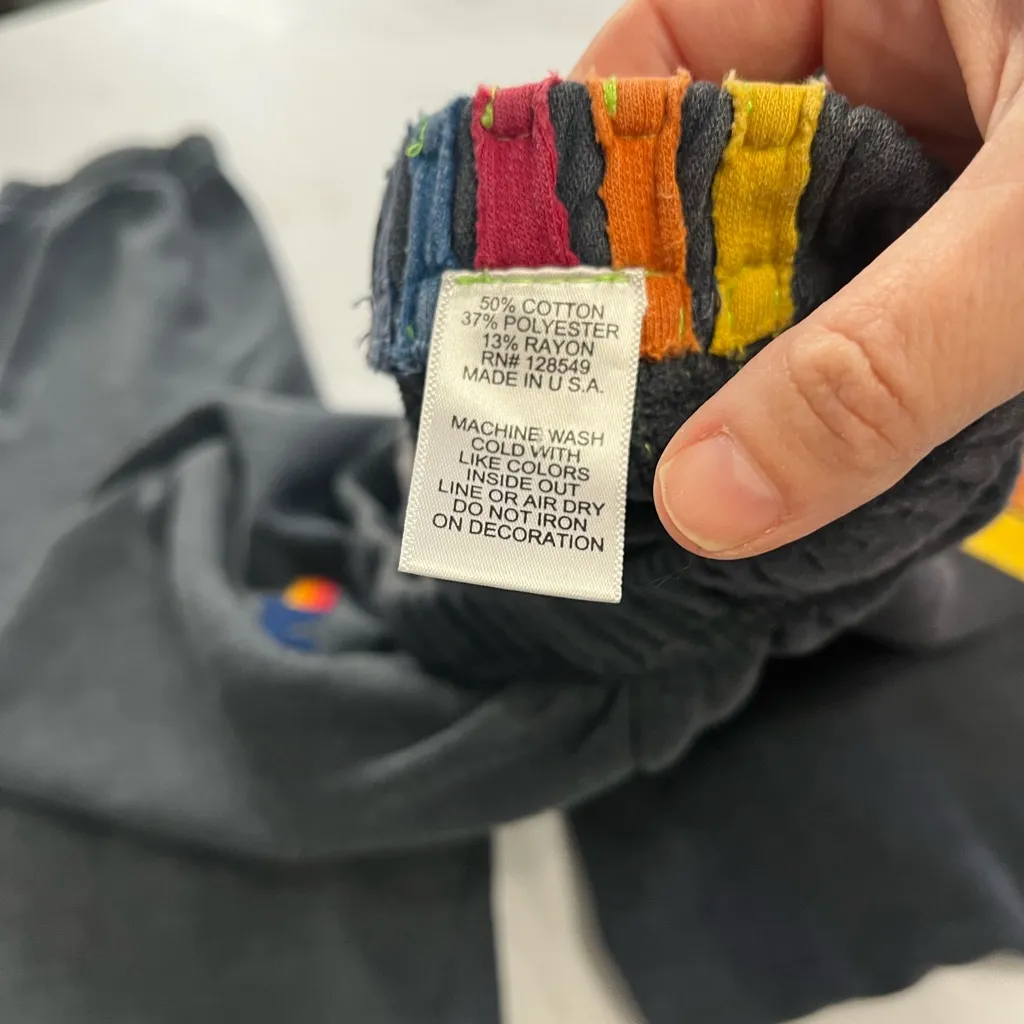 50% COTTON
37% POLYESTER
13% RAYON
RN# 128549
MADE IN U.S.A.
MACHINE WASH
COLD WITH
LIKE COLORS
INSIDE OUT
LINE OR AIR DRY
DO NOT IRON
ON DECORATION